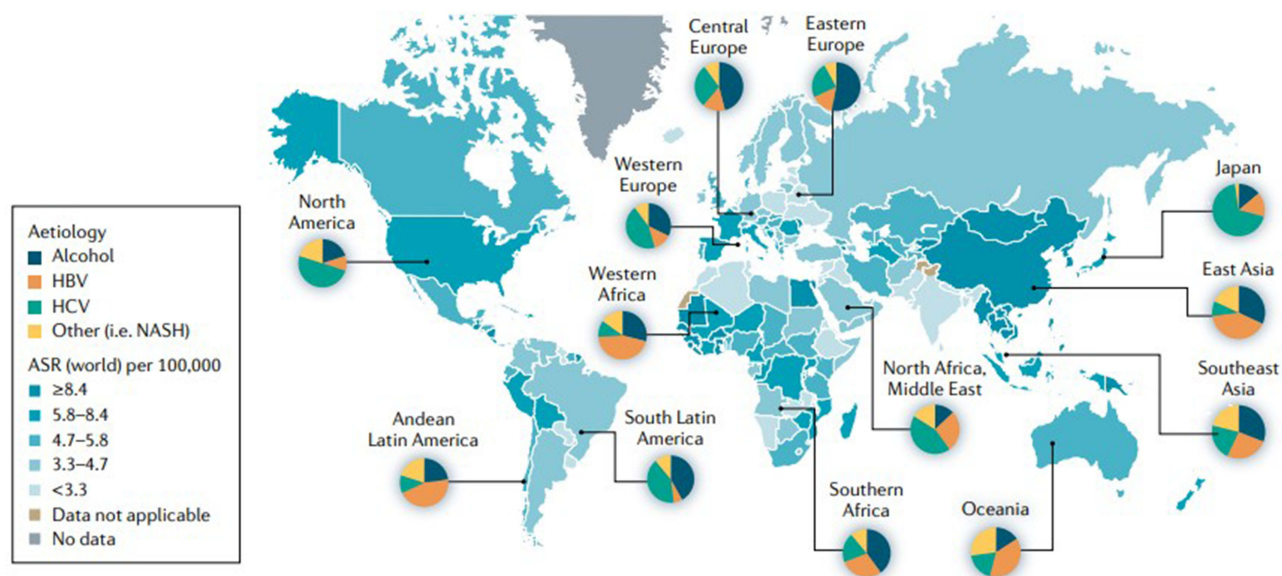 Central
Europe
Eastern
Europe
Western
Europe
Japan
North
America
Aetiology
Alcohol
HBV
HCV
Other (i.e. NASH)
ASR (world) per 100,000
≥8.4
5.8–8.4
4.7–5.8
3.3–4.7
<3.3
Data not applicable
No data
Western
Africa
East Asia
North Africa,
Middle East
Southeast
Asia
Andean
Latin America
South Latin
America
Southern
Africa
Oceania